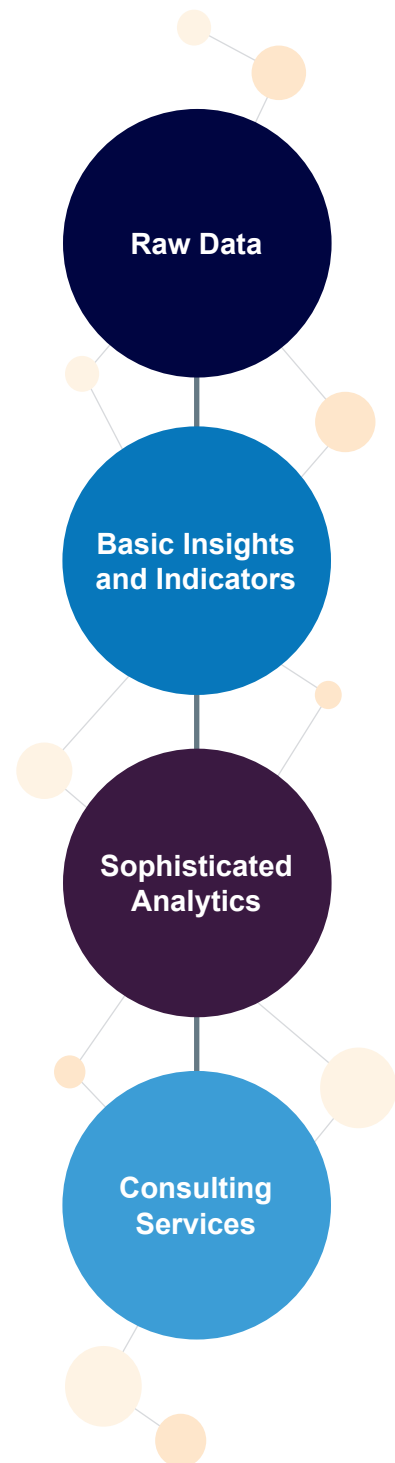 Raw Data
Basic Insights
and Indicators
Sophisticated
Analytics
Consulting
Services